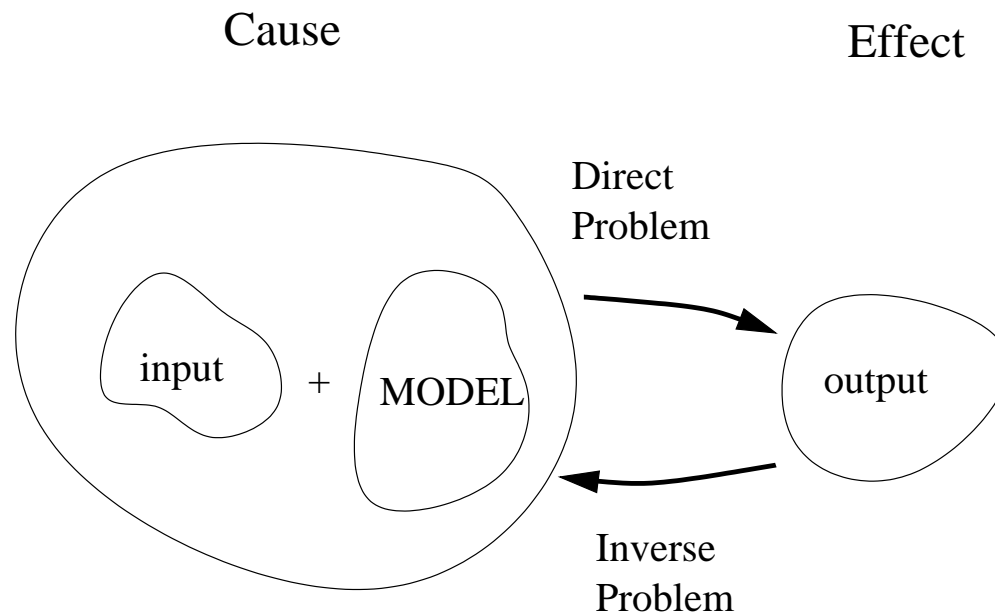 Cause
Effect
Direct
Problem
input
+
MODEL
output
Inverse
Problem